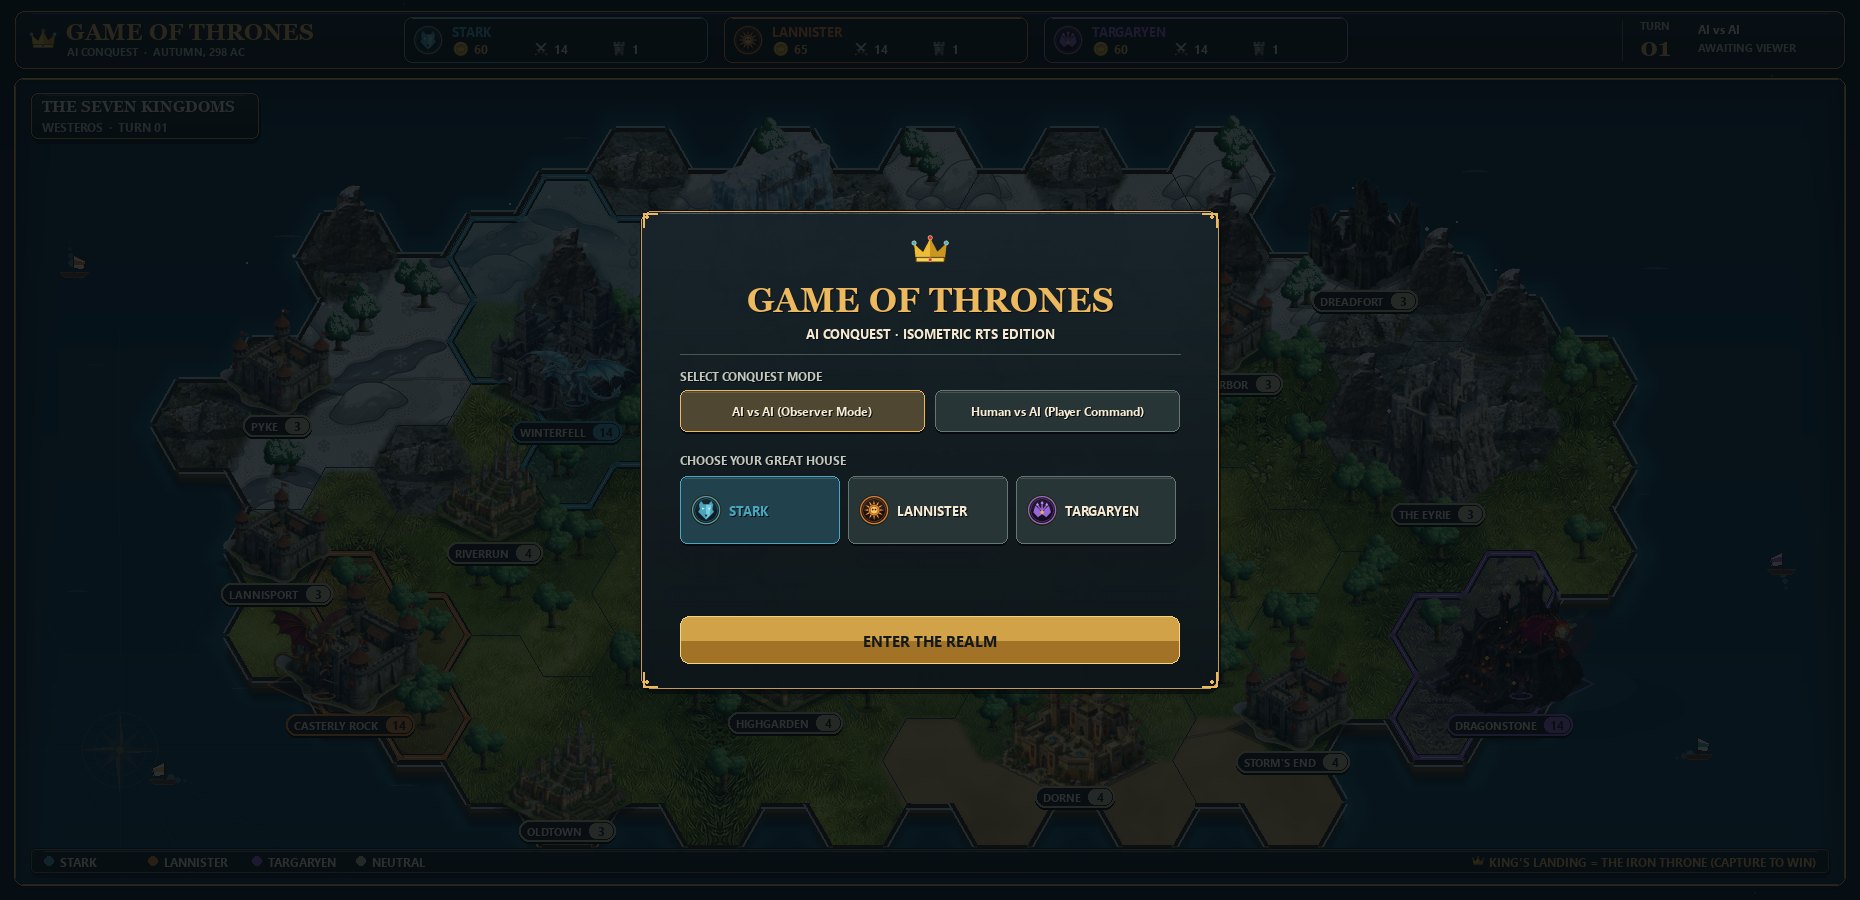 GAME OF THRONES
AI CONQUEST · AUTUMN, 298 AC
STARK
60 14 1
LANNISTER
65 14 1
TARGARYEN
60 14 1
TURN
01
AI vs AI
AWAITING VIEWER
THE SEVEN KINGDOMS
WESTEROS · TURN 01
GAME OF THRONES
AI CONQUEST · ISOMETRIC RTS EDITION
SELECT CONQUEST MODE
AI vs AI (Observer Mode)
Human vs AI (Player Command)
CHOOSE YOUR GREAT HOUSE
STARK
LANNISTER
TARGARYEN
ENTER THE REALM
DREADFORT 3
RBOR 3
PYKE 3
WINTERFELL 14
THE EYRIE 3
RIVERRUN 4
LANNISPORT 3
CASTERLY ROCK 14
HIGHGARDEN 4
DRAGONSTONE 14
STORM'S END 4
DORNE 4
OLDTOWN 3
STARK
LANNISTER
TARGARYEN
NEUTRAL
KING'S LANDING = THE IRON THRONE (CAPTURE TO WIN)